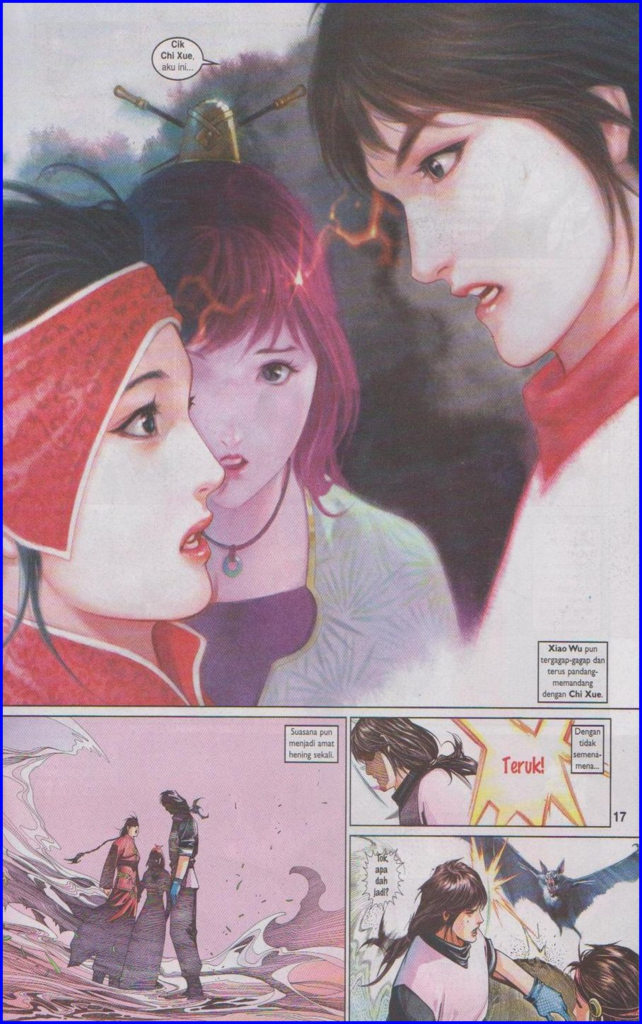 Cik
Chi Xue,
aku ini...
Xiao Wu pun
tergagap-gagap dan
terus pandang-
memandang
dengan Chi Xue.
Suasana pun
menjadi amat
hening sekali.
Teruk!
Dengan
tidak
semena-
mena...
17
Tok,
apa
dah
jadi?